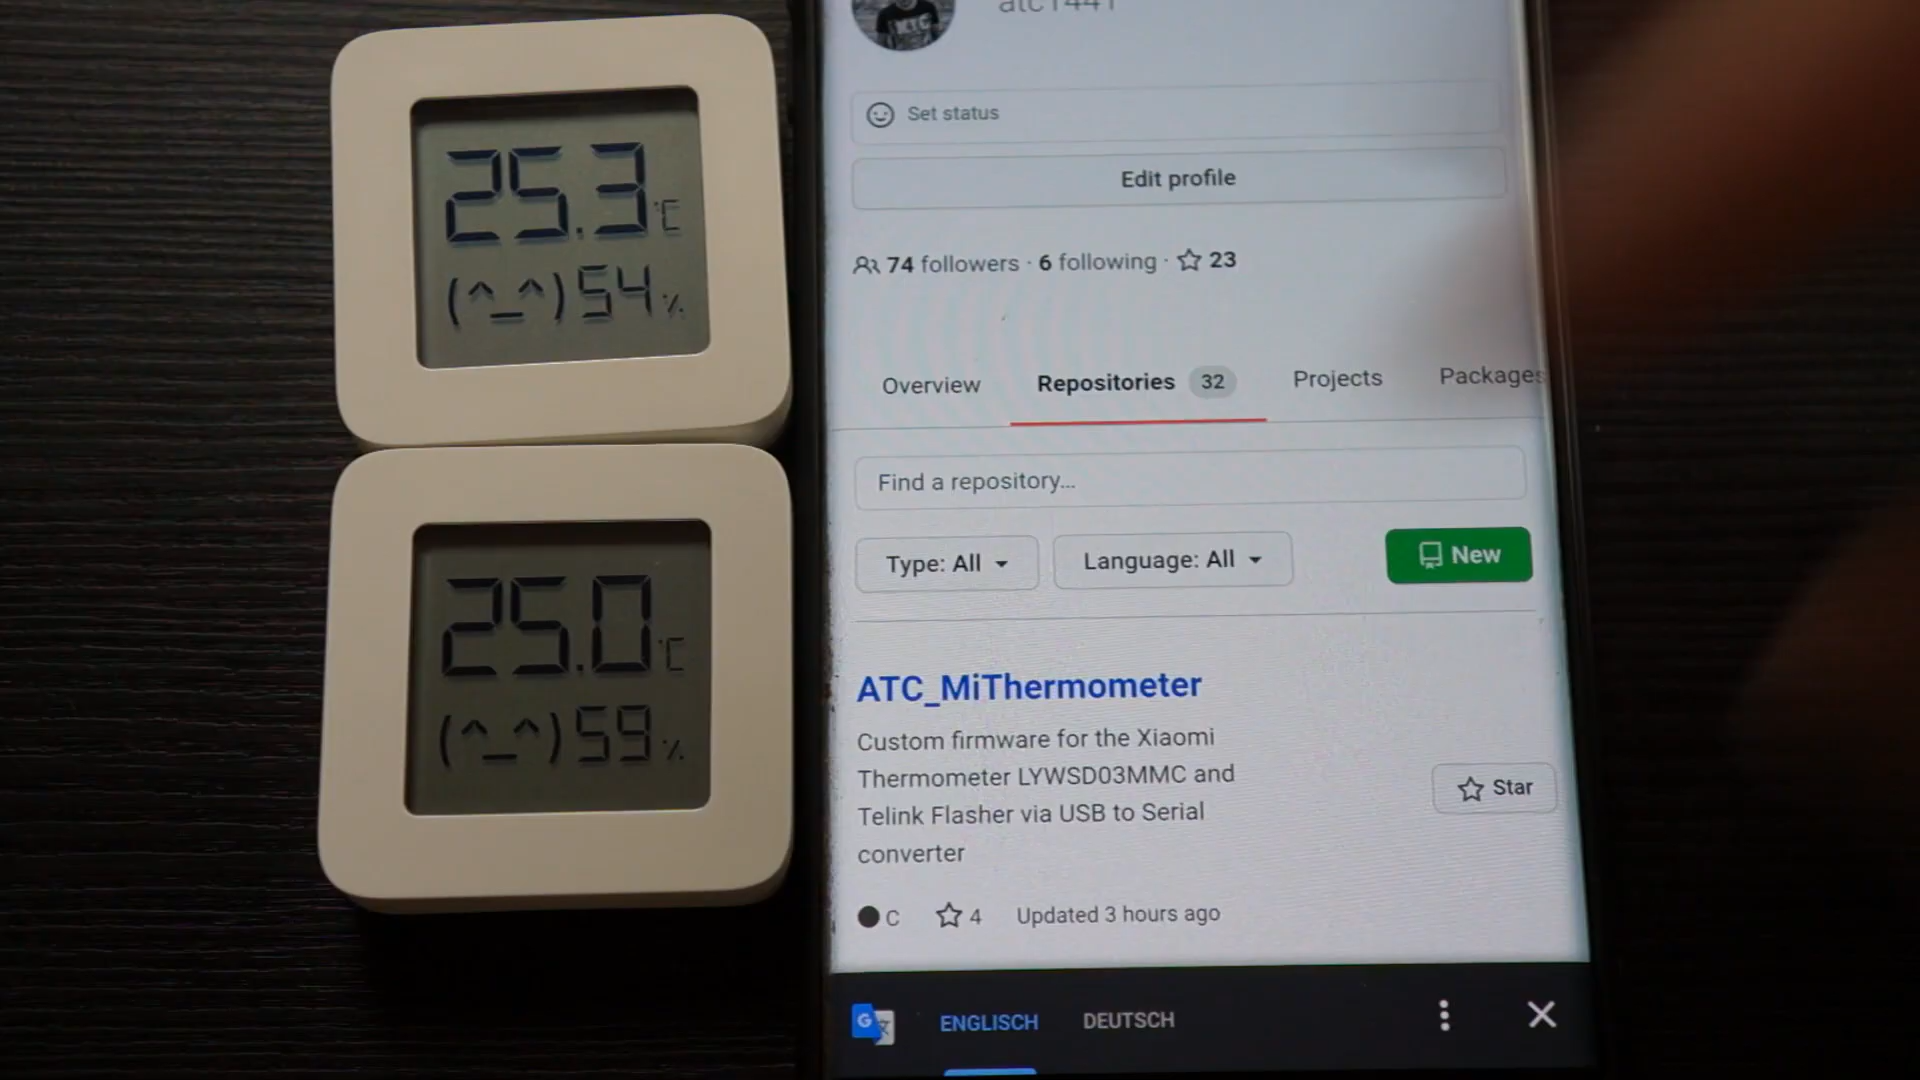 25.3 °C
(^_^) 54 %
25.0 °C
(^_^) 59 %
atc1441
Set status
Edit profile
74 followers · 6 following · 23
Overview Repositories 32 Projects Packages
Find a repository...
Type: All Language: All New
ATC_MiThermometer
Custom firmware for the Xiaomi
Thermometer LYWSD03MMC and
Telink Flasher via USB to Serial
converter
Star
C 4 Updated 3 hours ago
ENGLISCH DEUTSCH